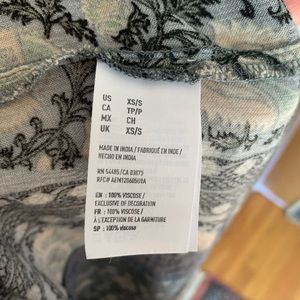 US XS/S
CA TP/P
MX CH
UK XS/S
MADE IN INDIA / FABRIQUÉ EN INDE /
HECHO EN INDIA
RN 54485/CA 03073
EN : 100% VISCOSE/
EXCLUSIVE OF DECORATION
FR : 100% VISCOSE/
À L'EXCEPTION DE LA GARNITURE
SP : 100% viscosa